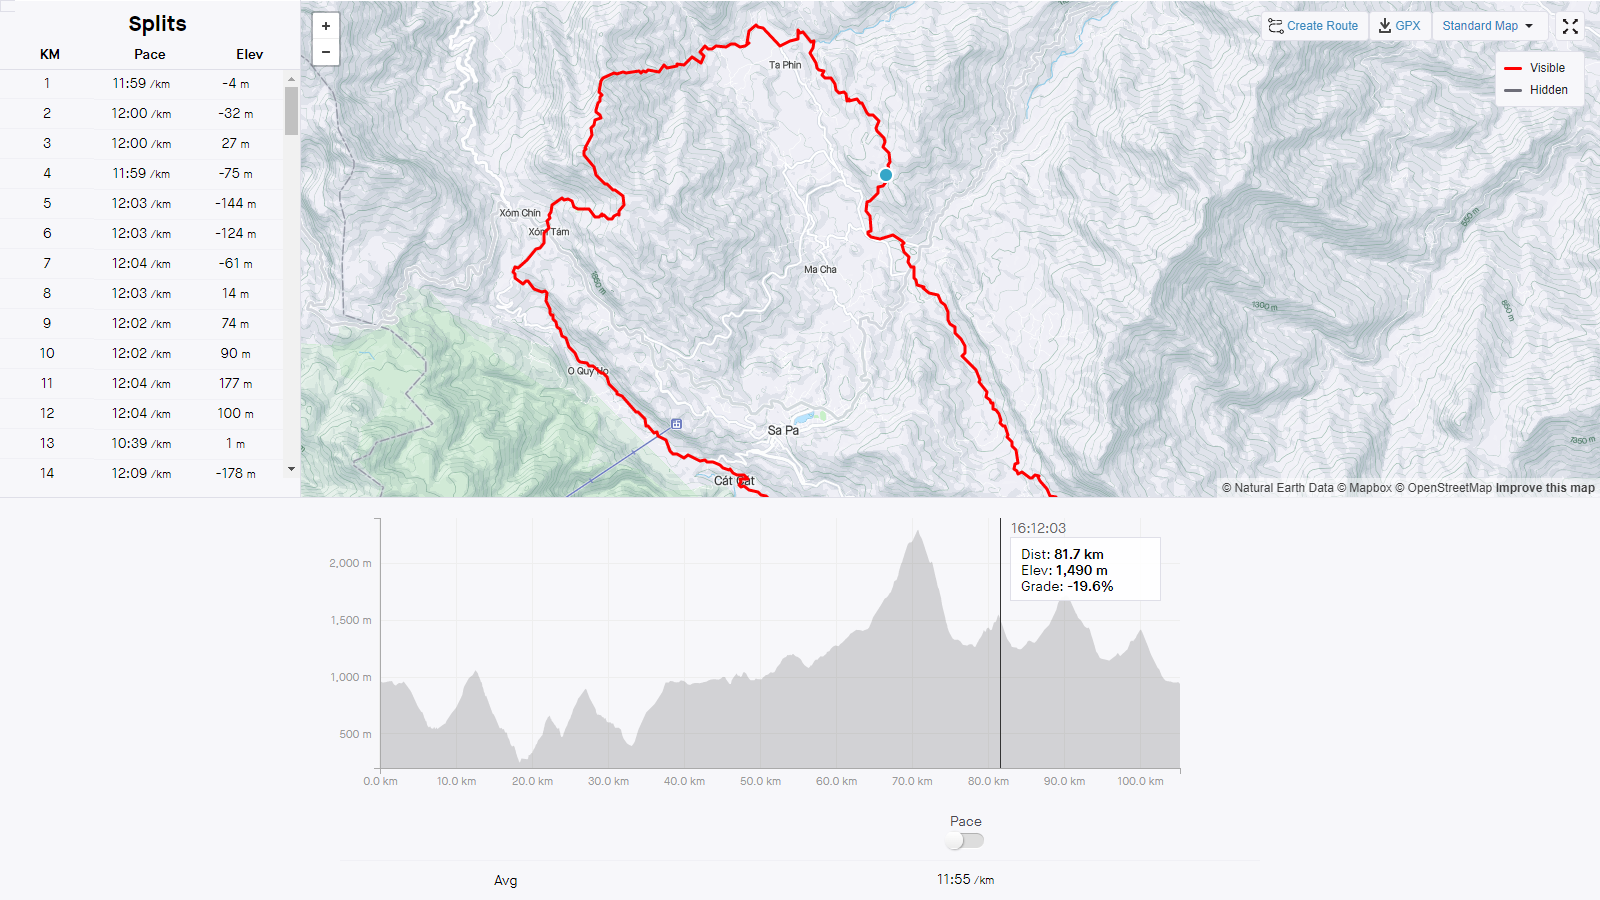 Splits
KM Pace Elev
1 11:59 /km -4 m
2 12:00 /km -32 m
3 12:00 /km 27 m
4 11:59 /km -75 m
5 12:03 /km -144 m
6 12:03 /km -124 m
7 12:04 /km -61 m
8 12:03 /km 14 m
9 12:02 /km 74 m
10 12:02 /km 90 m
11 12:04 /km 177 m
12 12:04 /km 100 m
13 10:39 /km 1 m
14 12:09 /km -178 m
+
−
Create Route
GPX
Standard Map
Visible
Hidden
Ta Phin
Xóm Chín
Xóm Tám
Ma Cha
O Quy Ho
Sa Pa
Cát Cat
1300 m
550 m
© Natural Earth Data © Mapbox © OpenStreetMap Improve this map
16:12:03
Dist: 81.7 km
Elev: 1,490 m
Grade: -19.6%
2,000 m
1,500 m
1,000 m
500 m
0.0 km 10.0 km 20.0 km 30.0 km 40.0 km 50.0 km 60.0 km 70.0 km 80.0 km 90.0 km 100.0 km
Pace
Avg 11:55 /km